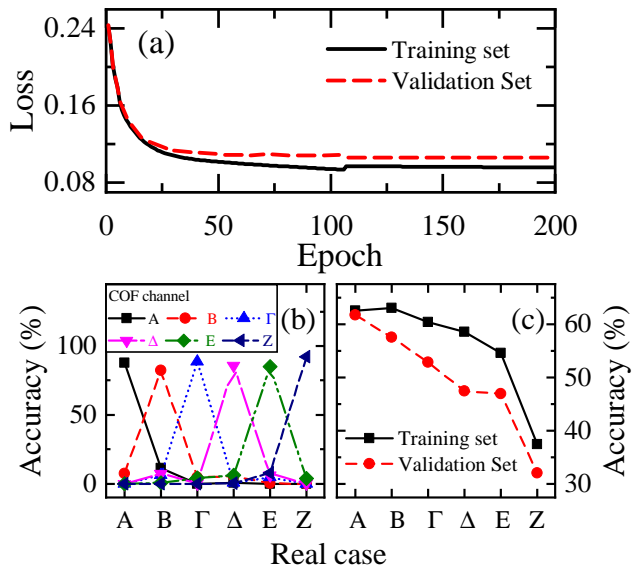 0.24
(a)
Training set
Validation Set
0.16
Loss
0.08
0 50 100 150 200
Epoch
COF channel
A B Γ
Δ E Z
(b)
(c)
100
50
0
Accuracy (%)
60
50
40
30
Accuracy (%)
Training set
Validation Set
A B Γ Δ E Z
A B Γ Δ E Z
Real case